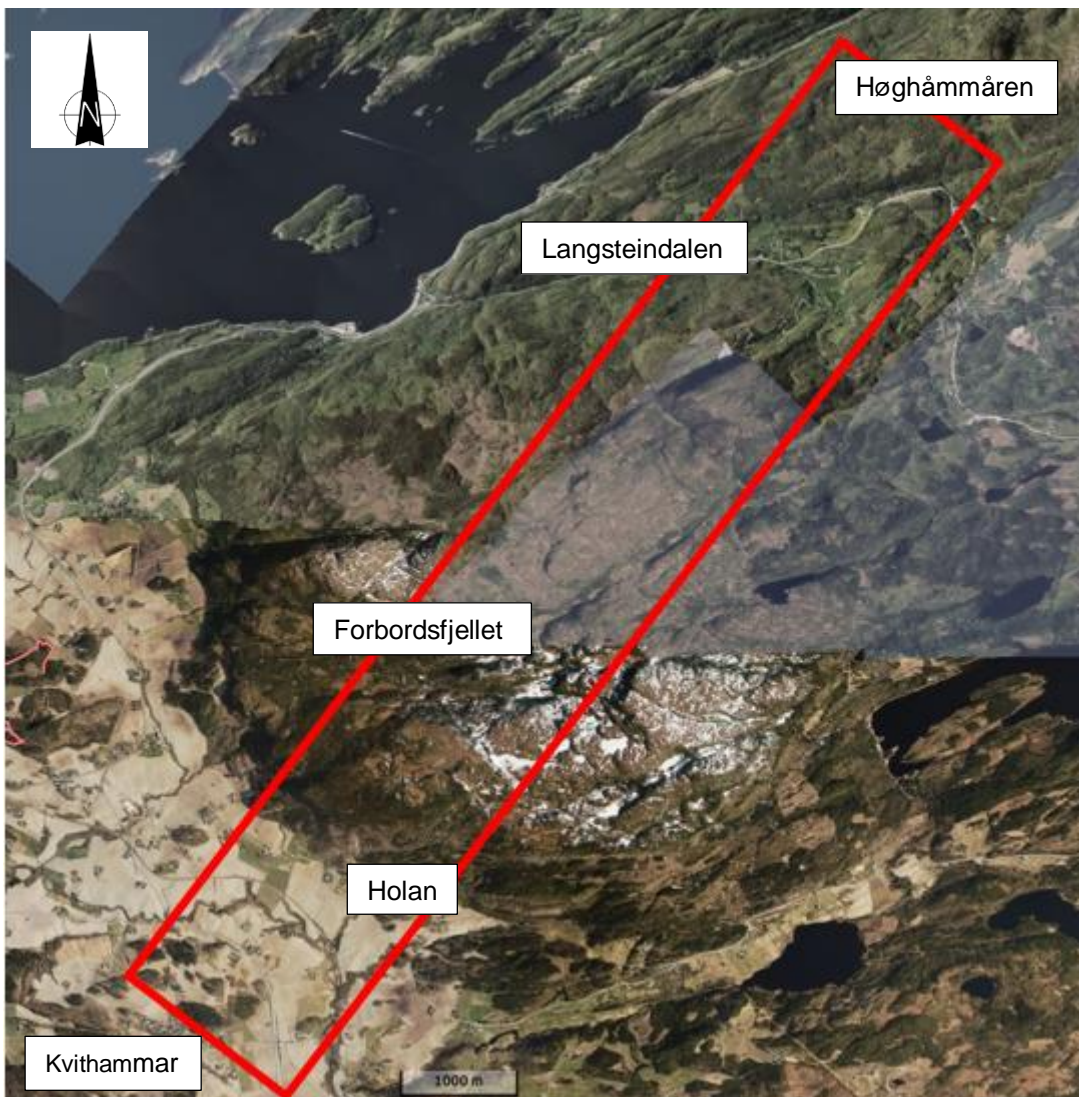 N
Høghåmmåren
Langsteindalen
Forbordsfjellet
Holan
Kvithammar
1000 m